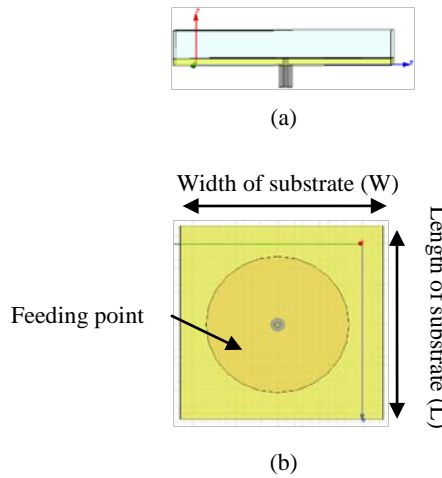 (a)
Width of substrate (W)
Length of substrate (L)
Feeding point
(b)